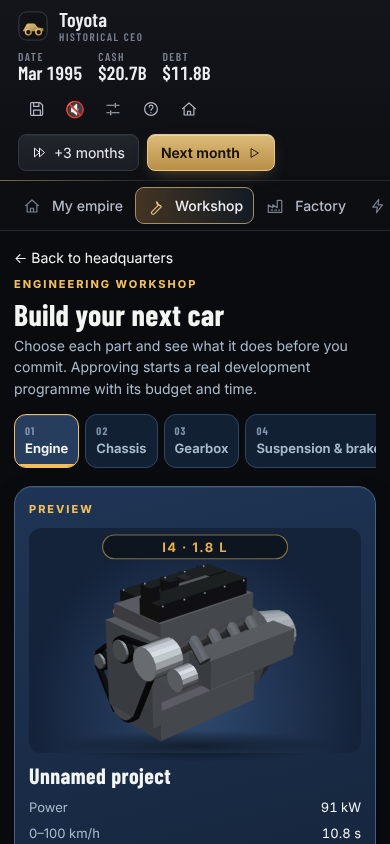 Toyota
HISTORICAL CEO
DATE CASH DEBT
Mar 1995 $20.7B $11.8B
+3 months Next month
My empire Workshop Factory
← Back to headquarters
ENGINEERING WORKSHOP
Build your next car
Choose each part and see what it does before you
commit. Approving starts a real development
programme with its budget and time.
01 02 03 04
Engine Chassis Gearbox Suspension &
PREVIEW
I4 · 1.8 L
Unnamed project
Power 91 kW
0–100 km/h 10.8 s